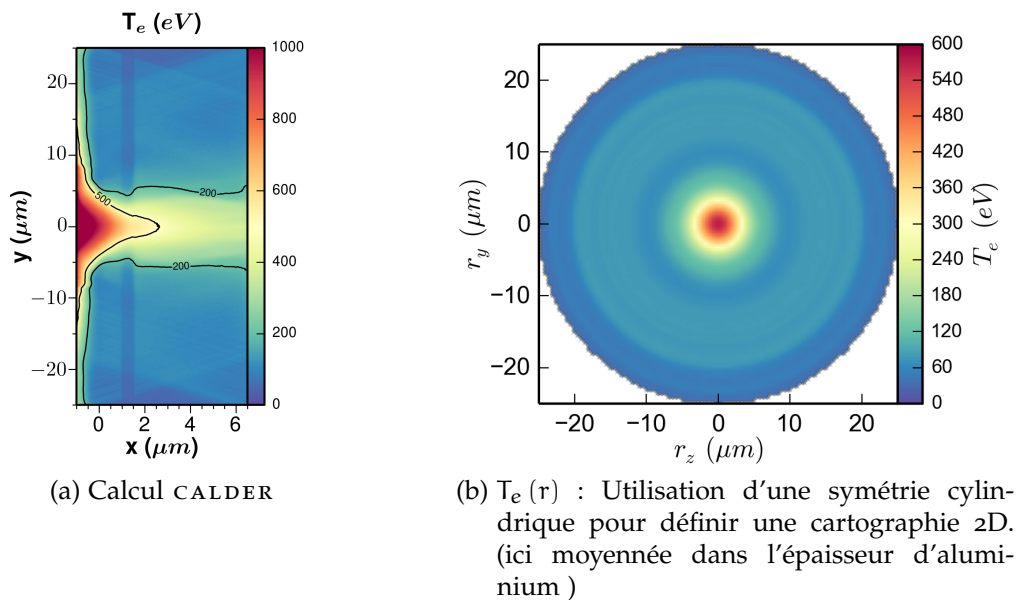 T_e (eV)
1000
800
600
400
200
0
20
10
0
−10
−20
y (μm)
500
200
200
0 2 4 6
x (μm)
(a) Calcul CALDER
600
540
480
420
360
300
240
180
120
60
0
T_e (eV)
20
10
0
−10
−20
r_y (μm)
−20 −10 0 10 20
r_z (μm)
(b) T_e (r) : Utilisation d'une symétrie cylin-
drique pour définir une cartographie 2D.
(ici moyennée dans l'épaisseur d'alumi-
nium )